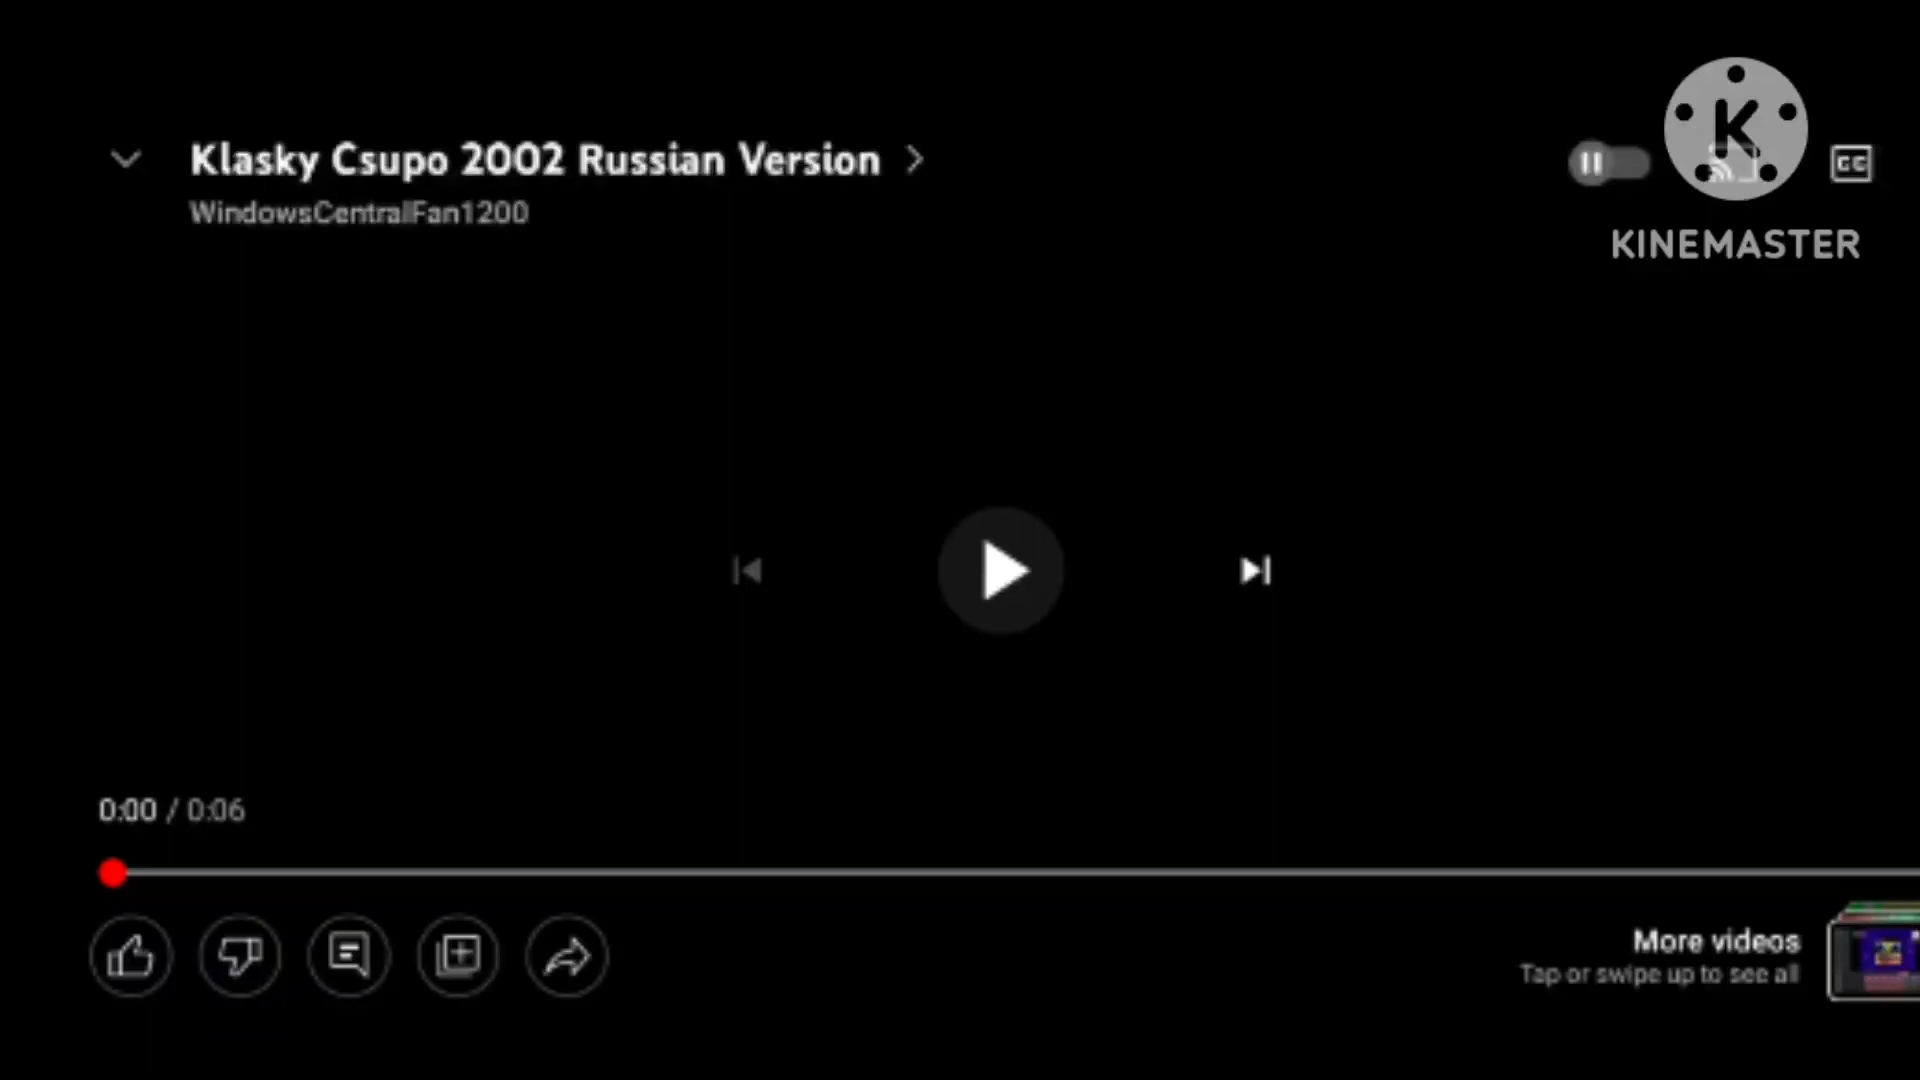 Klasky Csupo 2002 Russian Version
WindowsCentralFan1200
K
CC
KINEMASTER
0:00 / 0:06
More videos
Tap or swipe up to see all